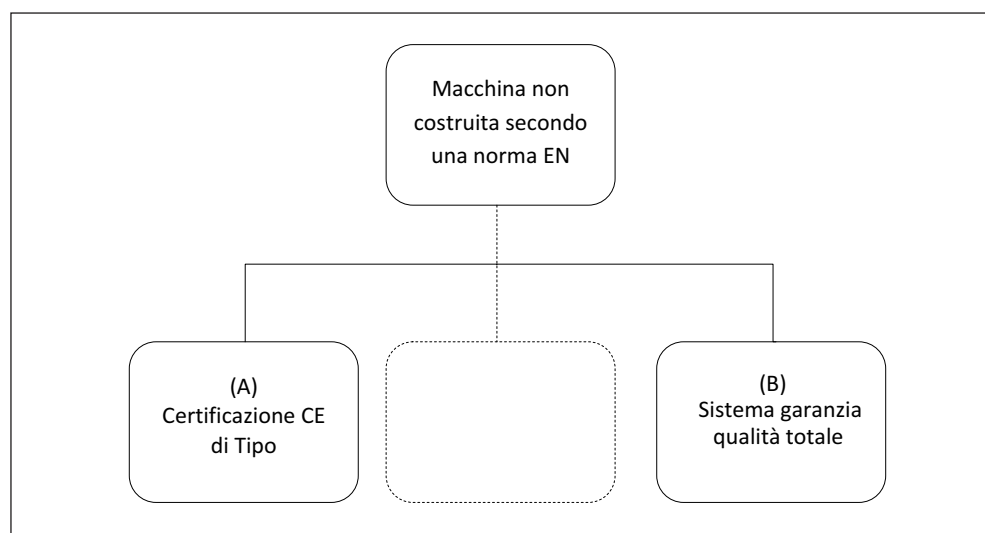 Macchina non
costruita secondo
una norma EN
(A)
Certificazione CE
di Tipo
(B)
Sistema garanzia
qualità totale